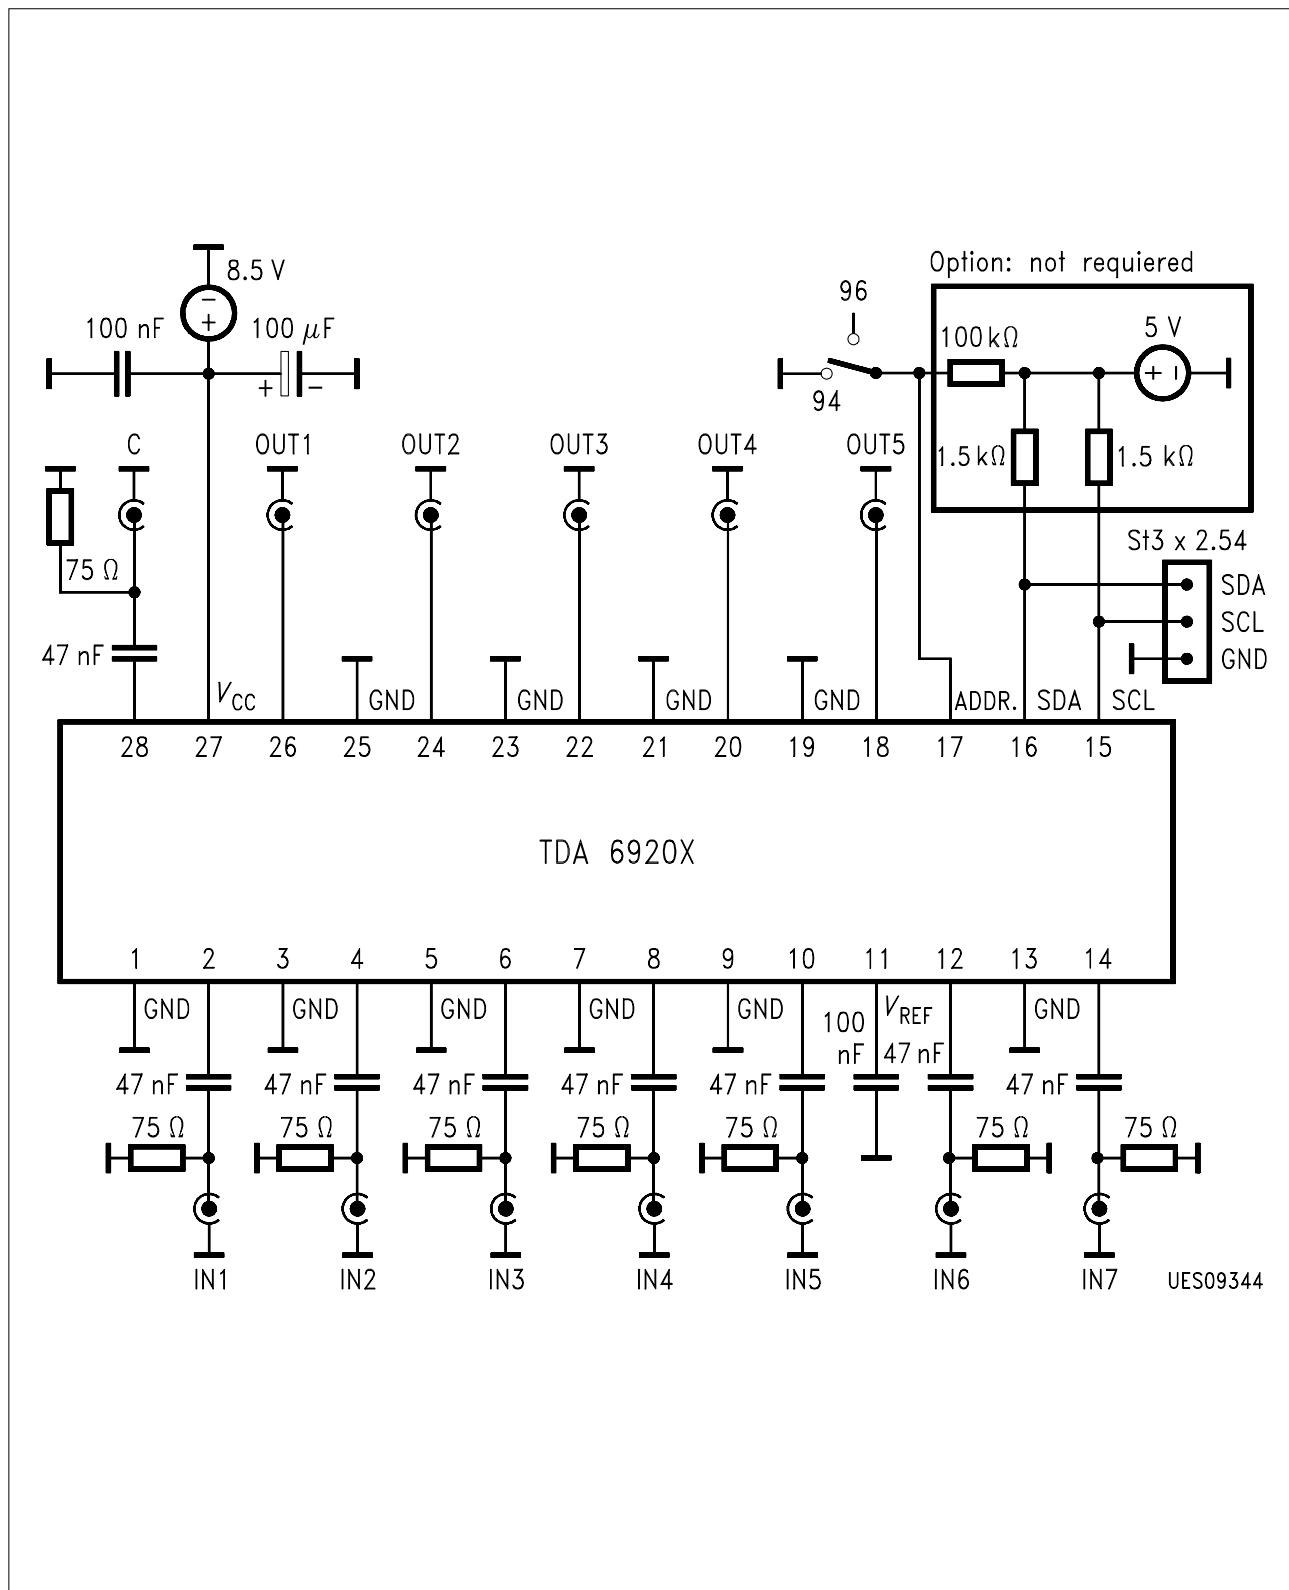 8.5 V
Option: not requiered
96
100 nF
100 μF
100 kΩ
5 V
+ −
94
C
OUT1
OUT2
OUT3
OUT4
OUT5
1.5 kΩ
1.5 kΩ
75 Ω
St3 x 2.54
SDA
SCL
GND
47 nF
VCC
GND
GND
GND
GND
ADDR.
SDA
SCL
28 27 26 25 24 23 22 21 20 19 18 17 16 15
TDA 6920X
1 2 3 4 5 6 7 8 9 10 11 12 13 14
GND
GND
GND
GND
GND
VREF
GND
100
nF
47 nF
47 nF
47 nF
47 nF
47 nF
47 nF
47 nF
75 Ω
75 Ω
75 Ω
75 Ω
75 Ω
75 Ω
75 Ω
IN1
IN2
IN3
IN4
IN5
IN6
IN7
UES09344